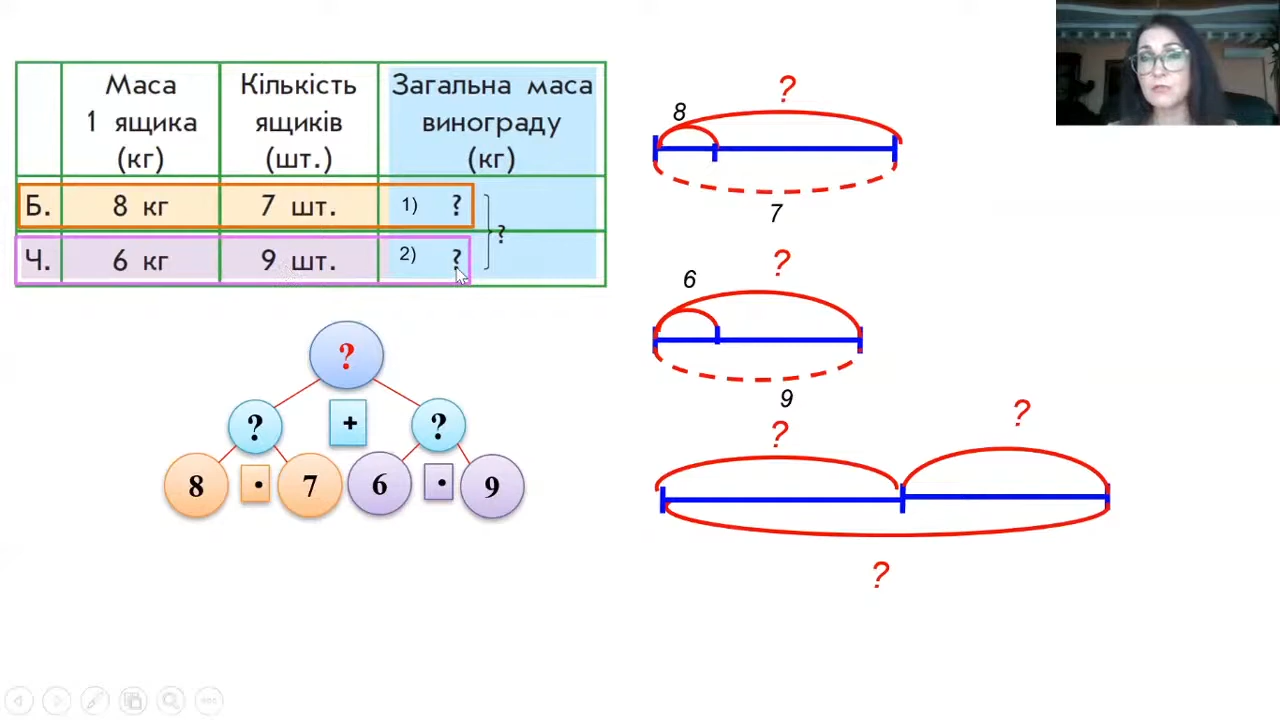 Маса
1 ящика
(кг)
Кількість
ящиків
(шт.)
Загальна маса
винограду
(кг)
Б. 8 кг 7 шт. 1) ?
?
Ч. 6 кг 9 шт. 2) ?
?
? + ?
8 · 7 6 · 9
?
8
7
?
6
9
?
?
?